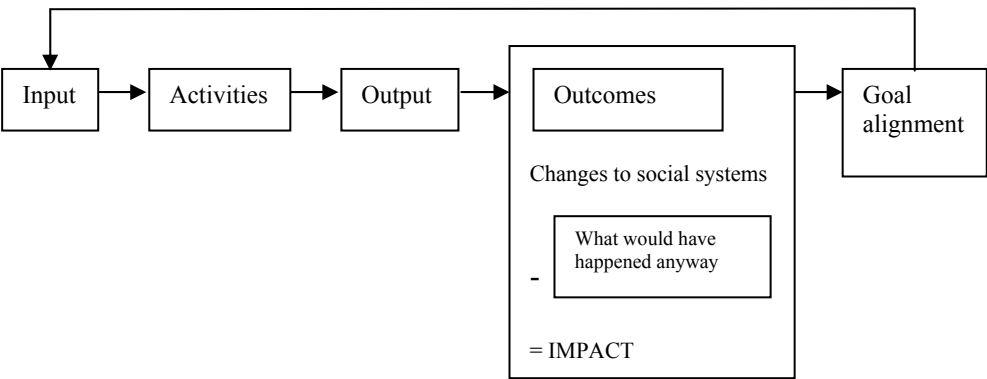 Input
Activities
Output
Outcomes
Changes to social systems
What would have
happened anyway
-
= IMPACT
Goal
alignment